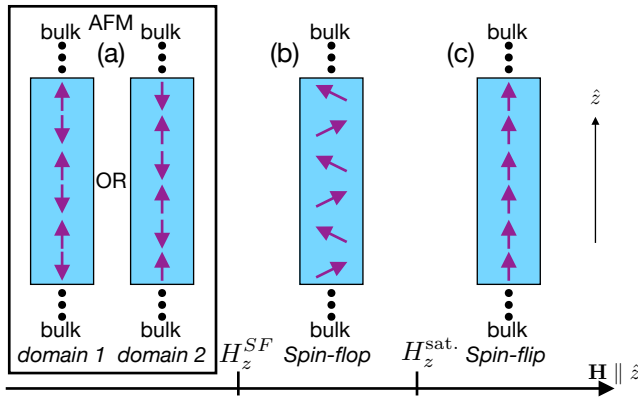 AFM
bulk bulk bulk bulk
(a) (b) (c)
ẑ
OR
bulk bulk bulk bulk
domain 1 domain 2 H_z^{SF} Spin-flop H_z^{sat.} Spin-flip
H ∥ ẑ